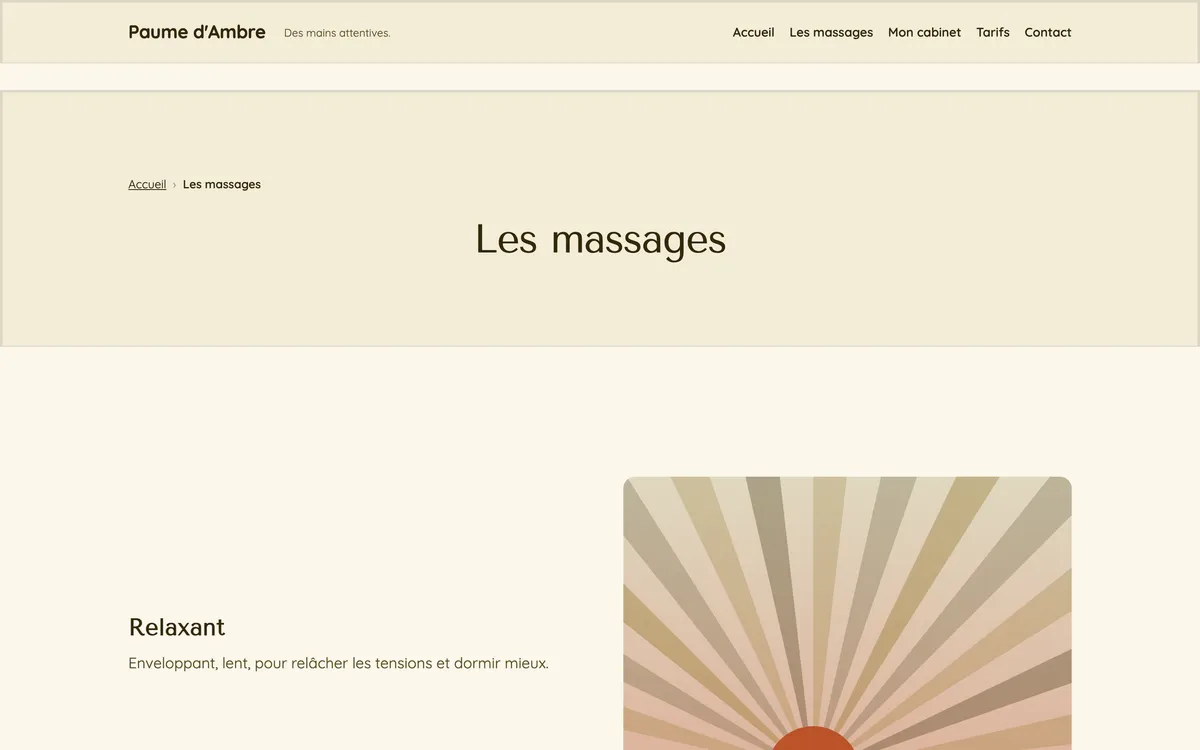 Paume d'Ambre
Des mains attentives.
Accueil Les massages Mon cabinet Tarifs Contact
Accueil › Les massages
Les massages
Relaxant
Enveloppant, lent, pour relâcher les tensions et dormir mieux.